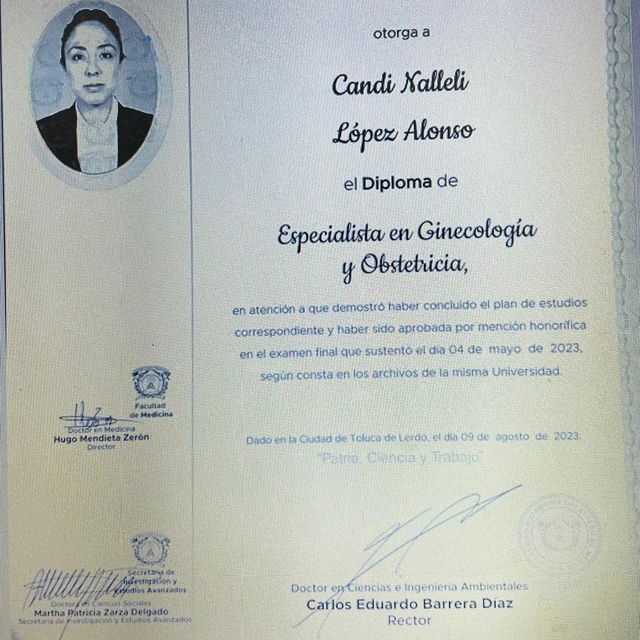 otorga a
Candi Nalleli
López Alonso
el Diploma de
Especialista en Ginecología
y Obstetricia,
en atención a que demostró haber concluido el plan de estudios
correspondiente y haber sido aprobada por mención honorífica
en el examen final que sustentó el día 04 de mayo de 2023,
según consta en los archivos de la misma Universidad.
Dado en la Ciudad de Toluca de Lerdo, el día 09 de agosto de 2023.
"Patria, Ciencia y Trabajo"
Facultad
de Medicina
Doctor en Medicina
Hugo Mendieta Zerón
Director
Secretaría de
Investigación y
Estudios Avanzados
Doctora en Ciencias Sociales
Martha Patricia Zarza Delgado
Secretaria de Investigación y Estudios Avanzados
Doctor en Ciencias e Ingeniería Ambientales
Carlos Eduardo Barrera Díaz
Rector